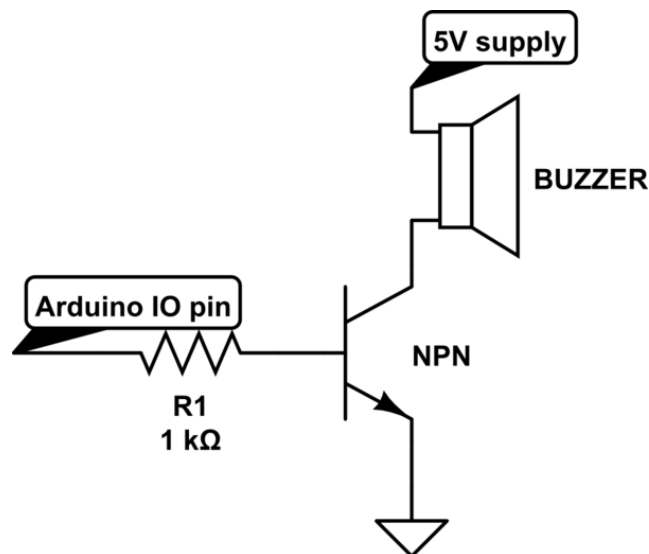 5V supply
BUZZER
Arduino IO pin
NPN
R1
1 kΩ